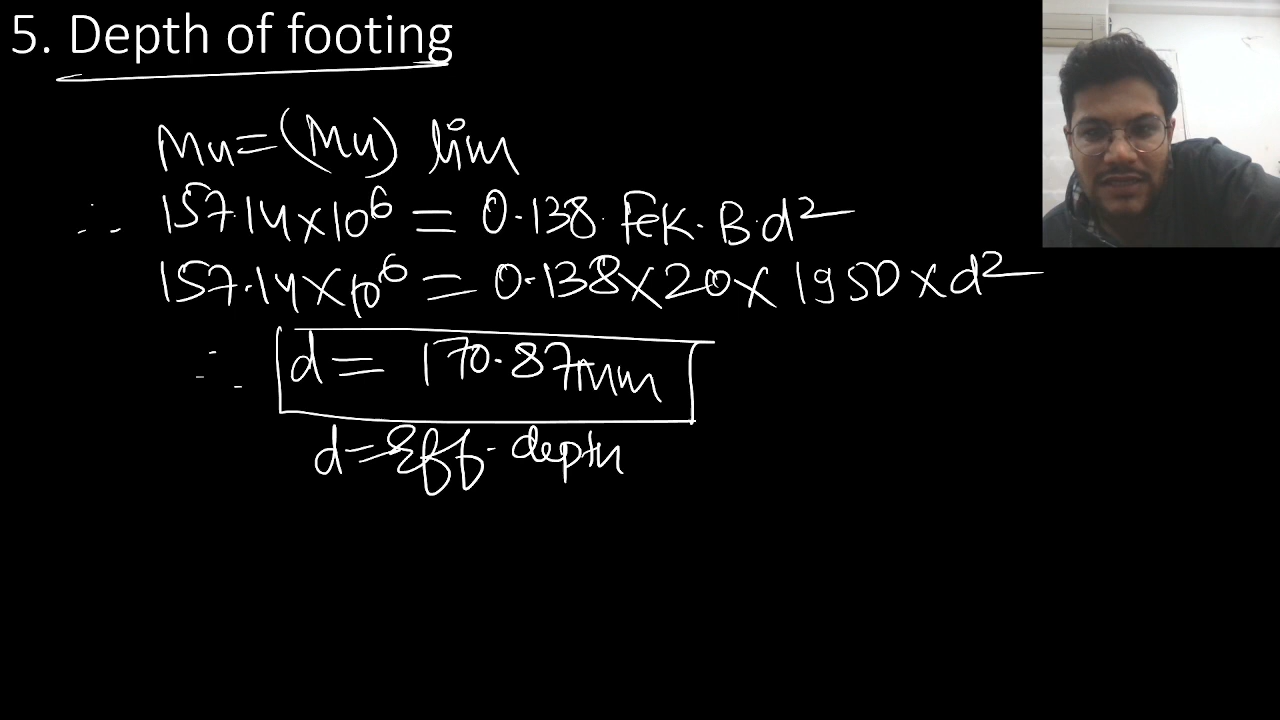 5. Depth of footing
Mu = (Mu) lim
∴ 157.14 × 10⁶ = 0.138 · Fck · B · d²
157.14 × 10⁶ = 0.138 × 20 × 1950 × d²
∴ d = 170.87mm
d = Eff. depth